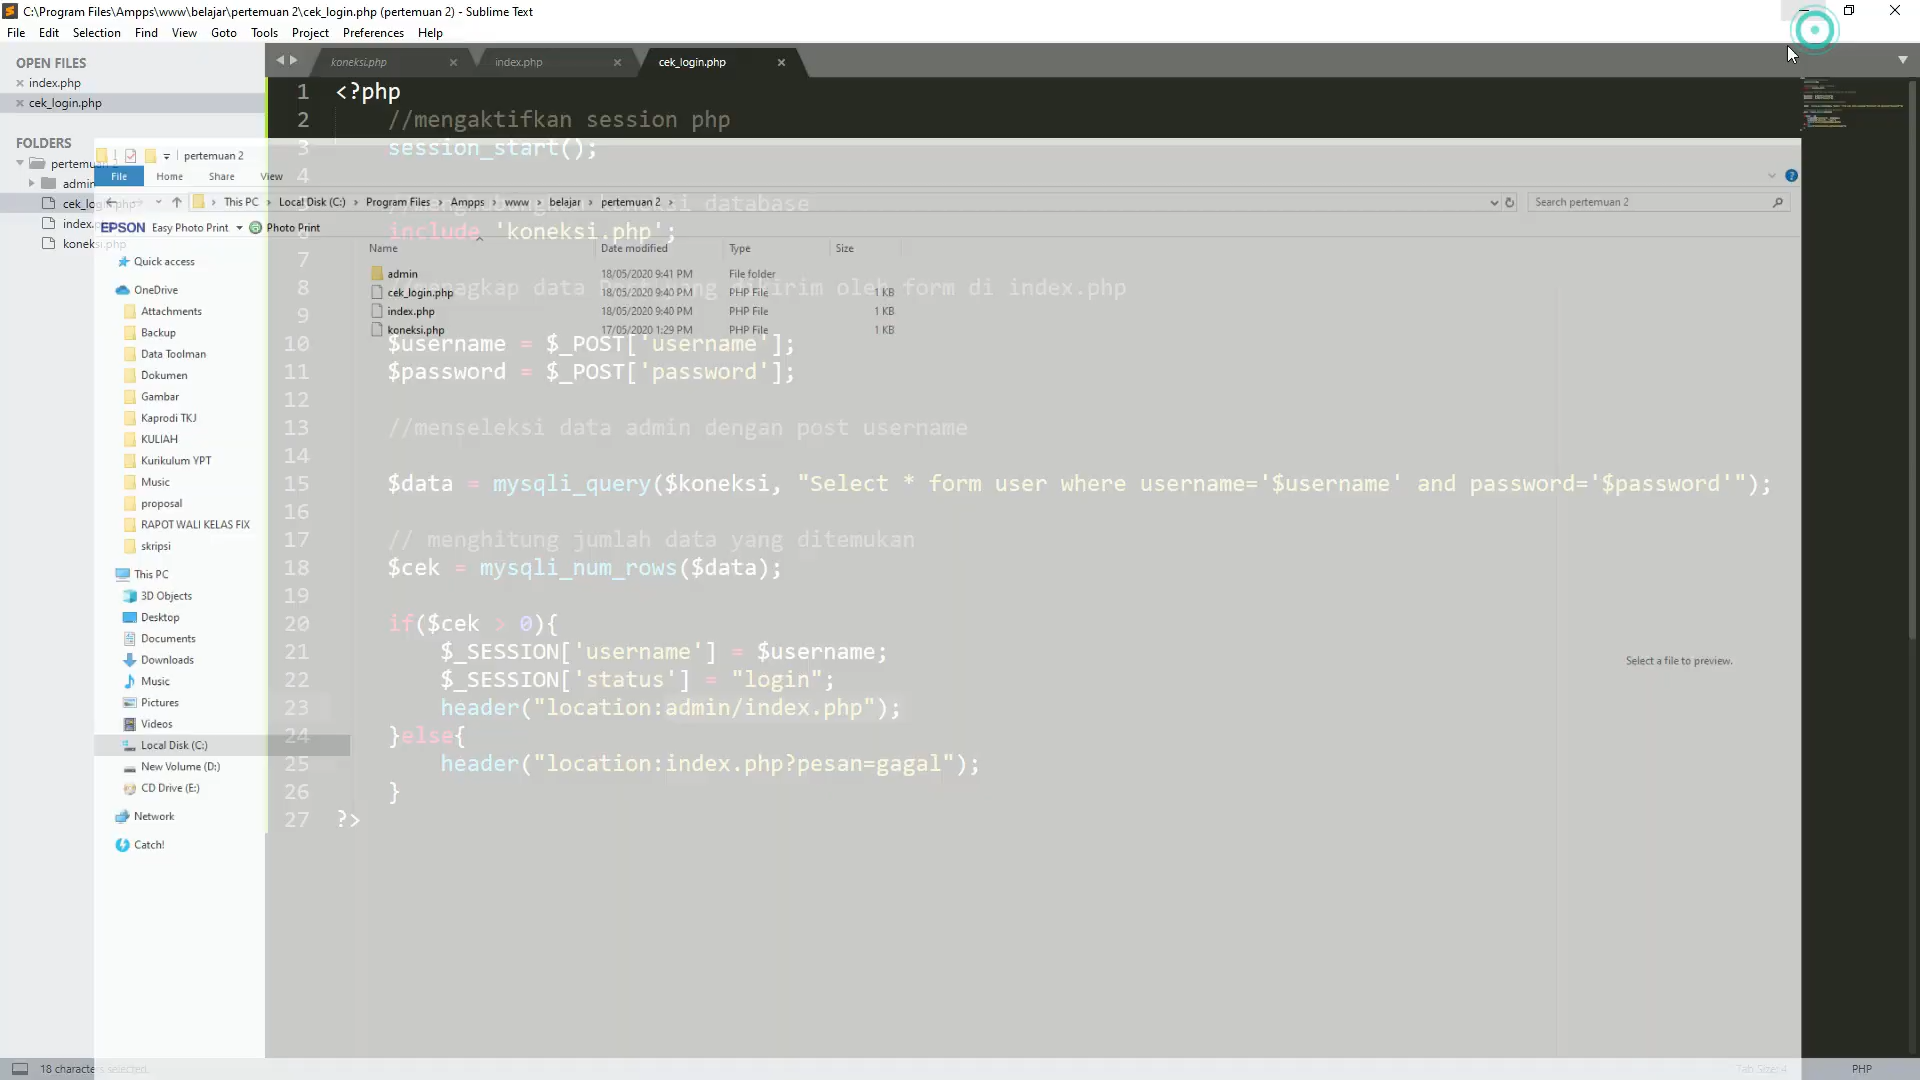 C:\Program Files\Ampps\www\belajar\pertemuan 2\cek_login.php (pertemuan 2) - Sublime Text
File Edit Selection Find View Goto Tools Project Preferences Help
OPEN FILES
index.php
cek_login.php
FOLDERS
admin
index.
koneksi.php
koneksi.php index.php cek_login.php
1 <?php
2 //mengaktifkan session php
3 session_start();
4
include 'koneksi.php';
7
8 form di index.php
9
10 $username = $_POST['username'];
11 $password = $_POST['password'];
12
13 //menseleksi data admin dengan post username
14
15 $data = mysqli_query($koneksi, "Select * form user where username='$username' and password='$password'");
16
17 // menghitung jumlah data yang ditemukan
18 $cek = mysqli_num_rows($data);
19
20 if($cek > 0){
21 $_SESSION['username'] = $username;
22 $_SESSION['status'] = "login";
23 header("location:admin/index.php");
24 }else{
25 header("location:index.php?pesan=gagal");
26 }
27 ?>
pertemuan 2
File Home Share View
This PC > Local Disk (C:) > Program Files > Ampps > www > belajar > pertemuan 2 >
Search pertemuan 2
EPSON Easy Photo Print Photo Print
Name Date modified Type Size
admin 18/05/2020 9:41 PM File folder
cek_login.php 18/05/2020 9:40 PM PHP File 1 KB
index.php 18/05/2020 9:40 PM PHP File 1 KB
koneksi.php 17/05/2020 1:29 PM PHP File 1 KB
Quick access
OneDrive
Attachments
Backup
Data Toolman
Dokumen
Gambar
Kaprodi TKJ
KULIAH
Kurikulum YPT
Music
proposal
RAPOT WALI KELAS FIX
skripsi
This PC
3D Objects
Desktop
Documents
Downloads
Music
Pictures
Videos
Local Disk (C:)
New Volume (D:)
CD Drive (E:)
Network
Catch!
Select a file to preview.
18 characters selected.
Tab Size: 4
PHP